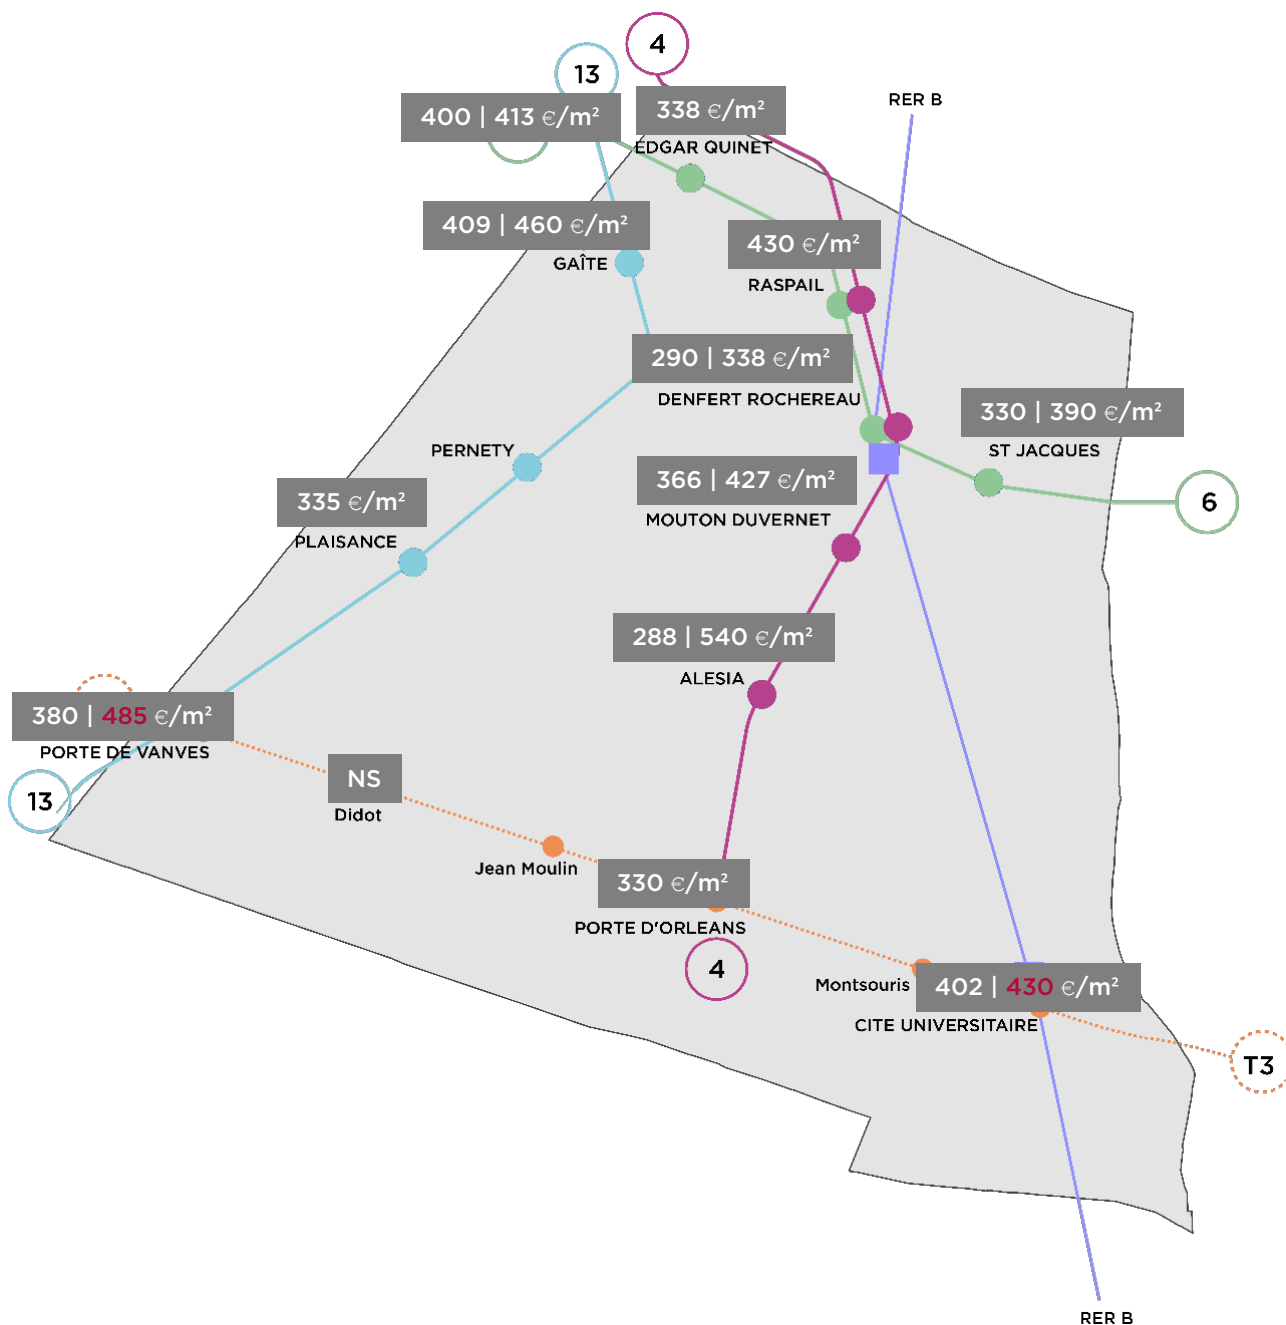 4
13
RER B
400 | 413 €/m²
338 €/m²
EDGAR QUINET
409 | 460 €/m²
GAÎTE
430 €/m²
RASPAIL
290 | 338 €/m²
DENFERT ROCHEREAU
330 | 390 €/m²
ST JACQUES
PERNETY
366 | 427 €/m²
MOUTON DUVERNET
6
335 €/m²
PLAISANCE
288 | 540 €/m²
ALESIA
380 | 485 €/m²
PORTE DE VANVES
13
NS
Didot
Jean Moulin
330 €/m²
PORTE D'ORLEANS
4
Montsouris
402 | 430 €/m²
CITE UNIVERSITAIRE
T3
RER B